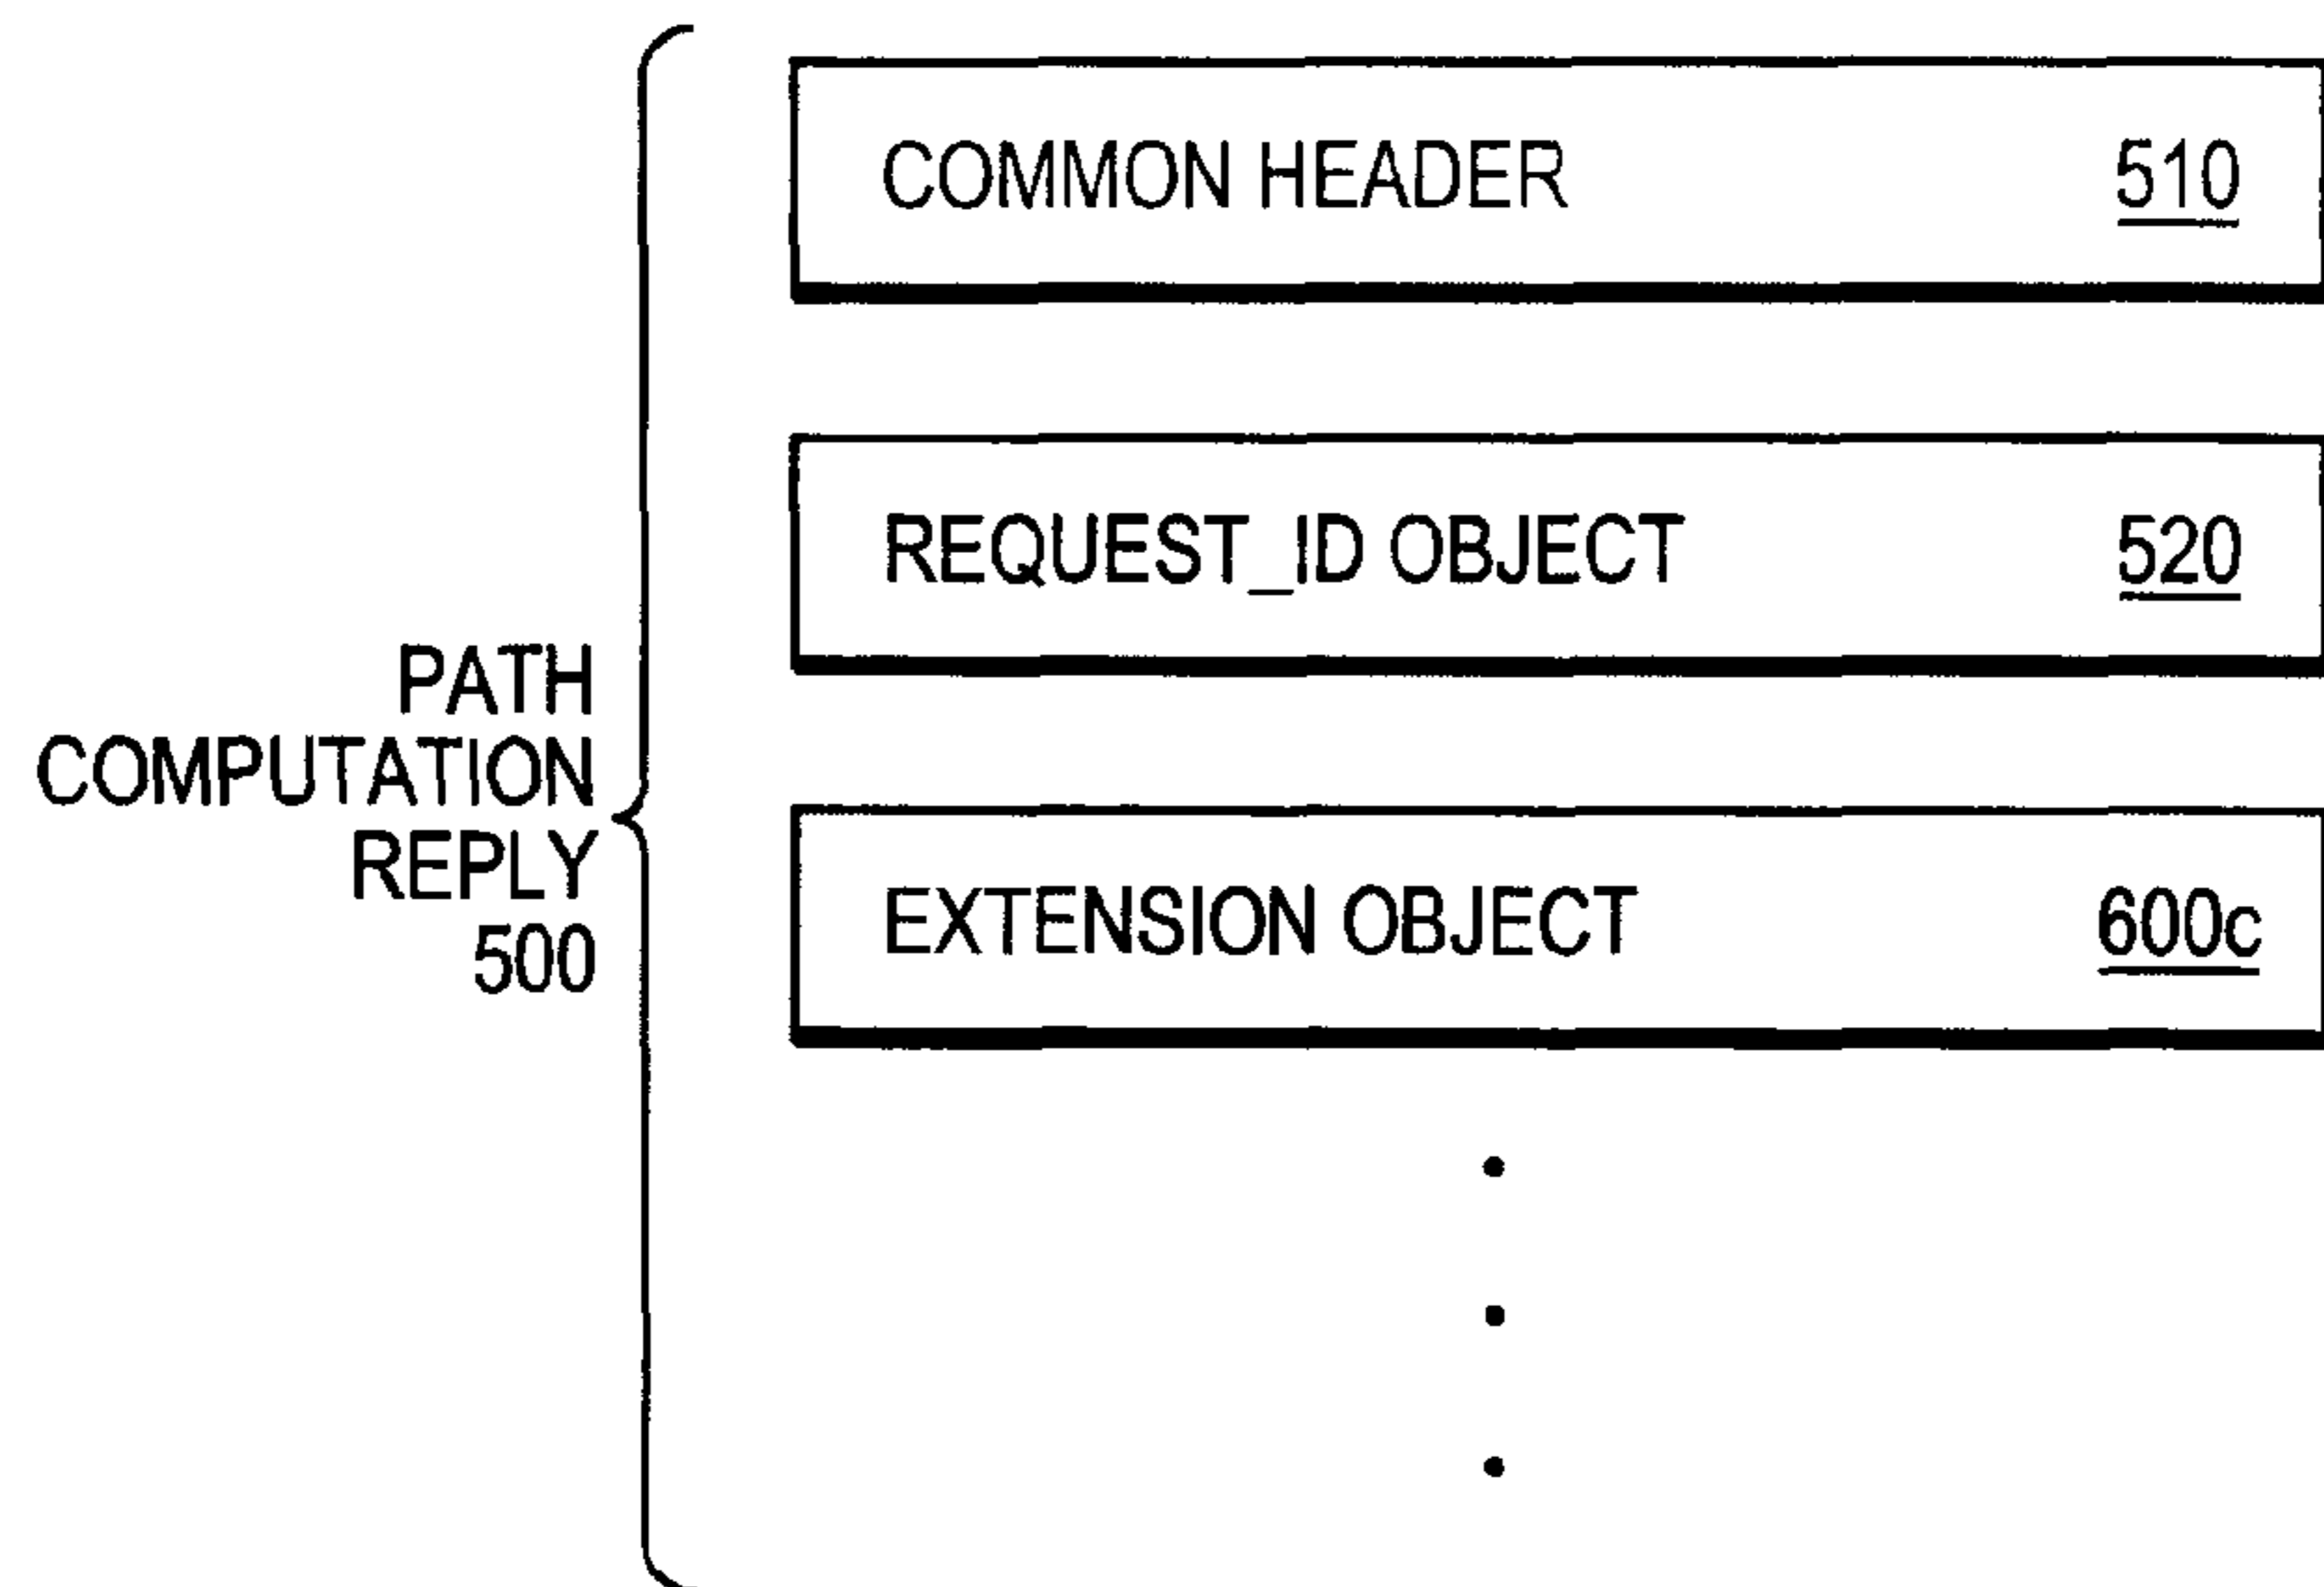 COMMON HEADER 510
REQUEST_ID OBJECT 520
PATH
COMPUTATION
REPLY
500
EXTENSION OBJECT 600c